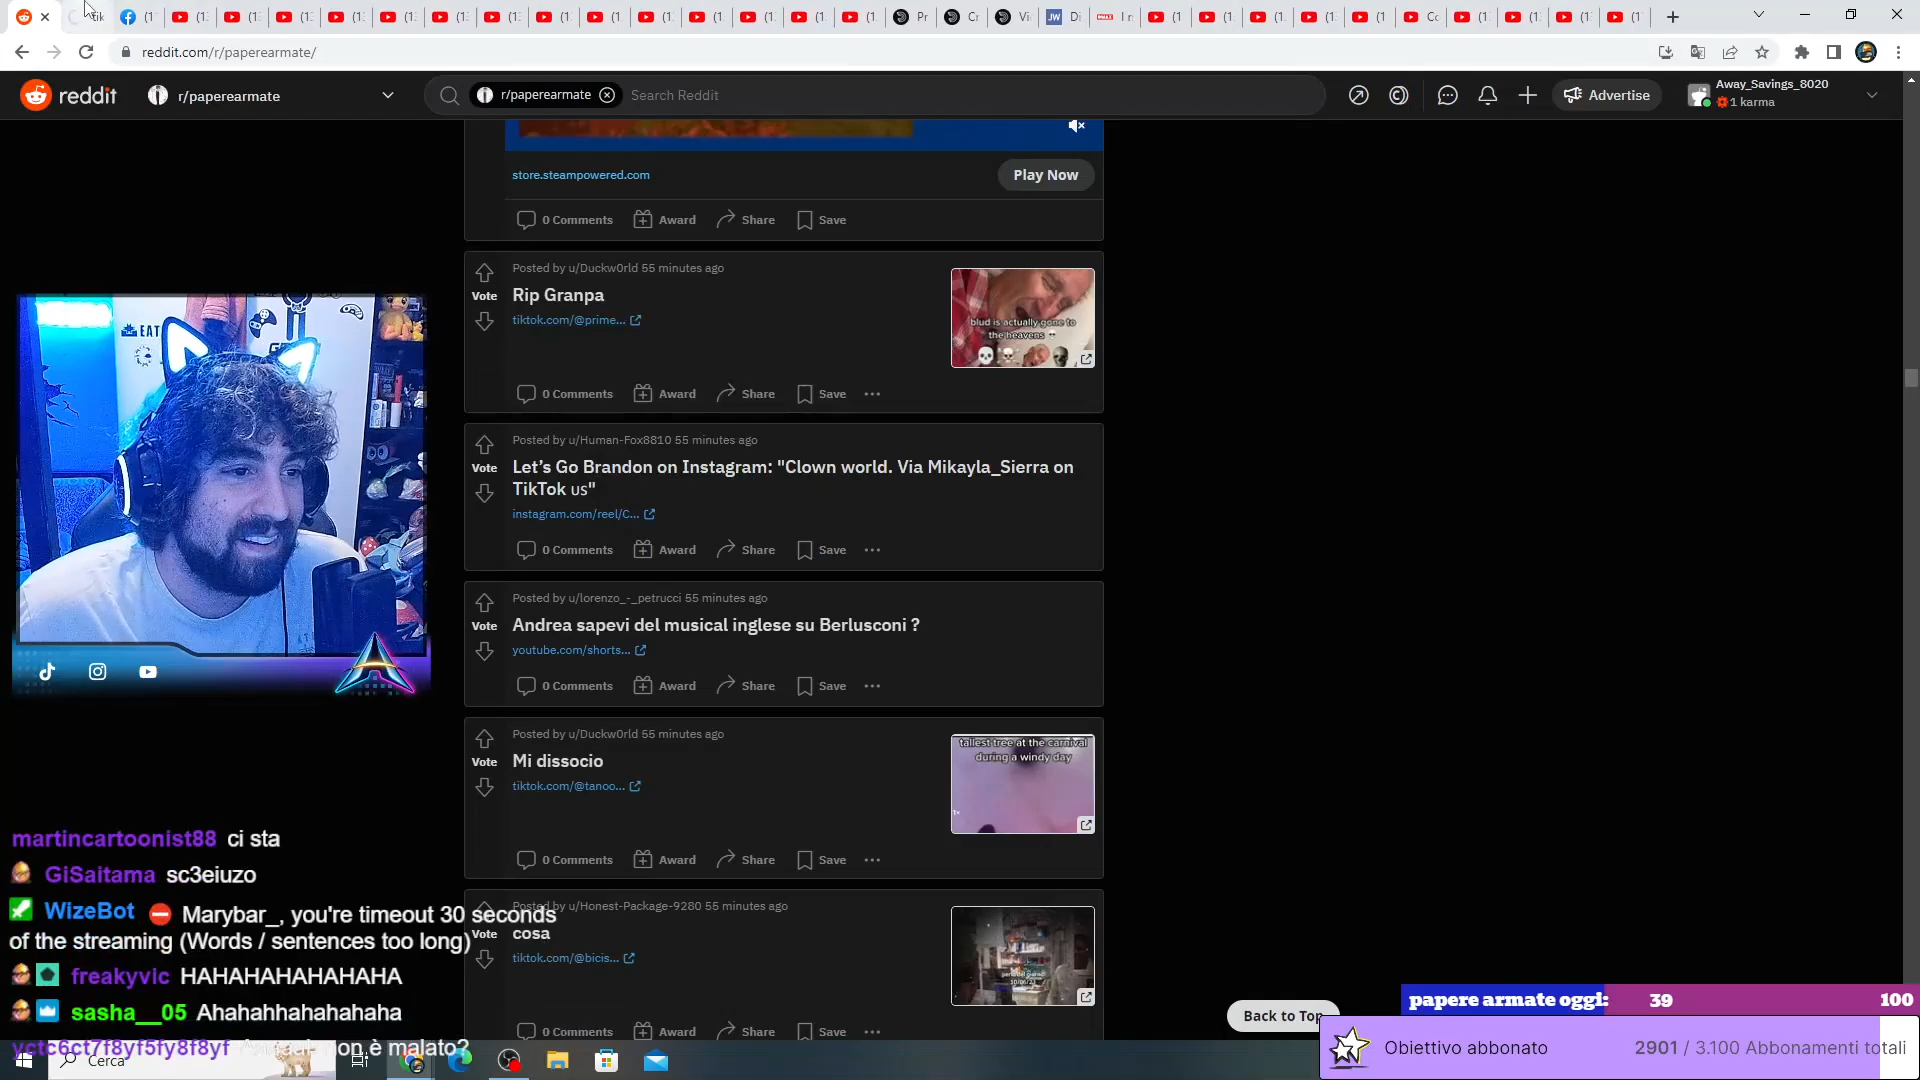 tik
reddit.com/r/paperearmate/
reddit
r/paperearmate
r/paperearmate
Search Reddit
Advertise
Away_Savings_8020
1 karma
store.steampowered.com
Play Now
0 Comments Award Share Save
Posted by u/Duckw0rld 55 minutes ago
Vote
Rip Granpa
tiktok.com/@prime...
blud is actually gone to
the heavens
0 Comments Award Share Save
Posted by u/Human-Fox8810 55 minutes ago
Vote
Let's Go Brandon on Instagram: "Clown world. Via Mikayla_Sierra on
TikTok us"
instagram.com/reel/C...
0 Comments Award Share Save
Posted by u/lorenzo_-_petrucci 55 minutes ago
Vote
Andrea sapevi del musical inglese su Berlusconi ?
youtube.com/shorts...
0 Comments Award Share Save
Posted by u/Duckw0rld 55 minutes ago
Vote
Mi dissocio
tiktok.com/@tanoo...
tallest tree at the carnival
during a windy day
0 Comments Award Share Save
Posted by u/Honest-Package-9280 55 minutes ago
Vote
cosa
tiktok.com/@bicis...
0 Comments Award Share Save
EAT
martincartoonist88 ci sta
GiSaitama sc3eiuzo
WizeBot Marybar_, you're timeout 30 seconds
of the streaming (Words / sentences too long)
freakyvic HAHAHAHAHAHAHA
sasha__05 Ahahahhahahahaha
yctc6ct7f8yf5fy8f8yf non è malato?
Cerca
Back to Top
papere armate oggi: 39 100
Obiettivo abbonato 2901 / 3.100 Abbonamenti totali